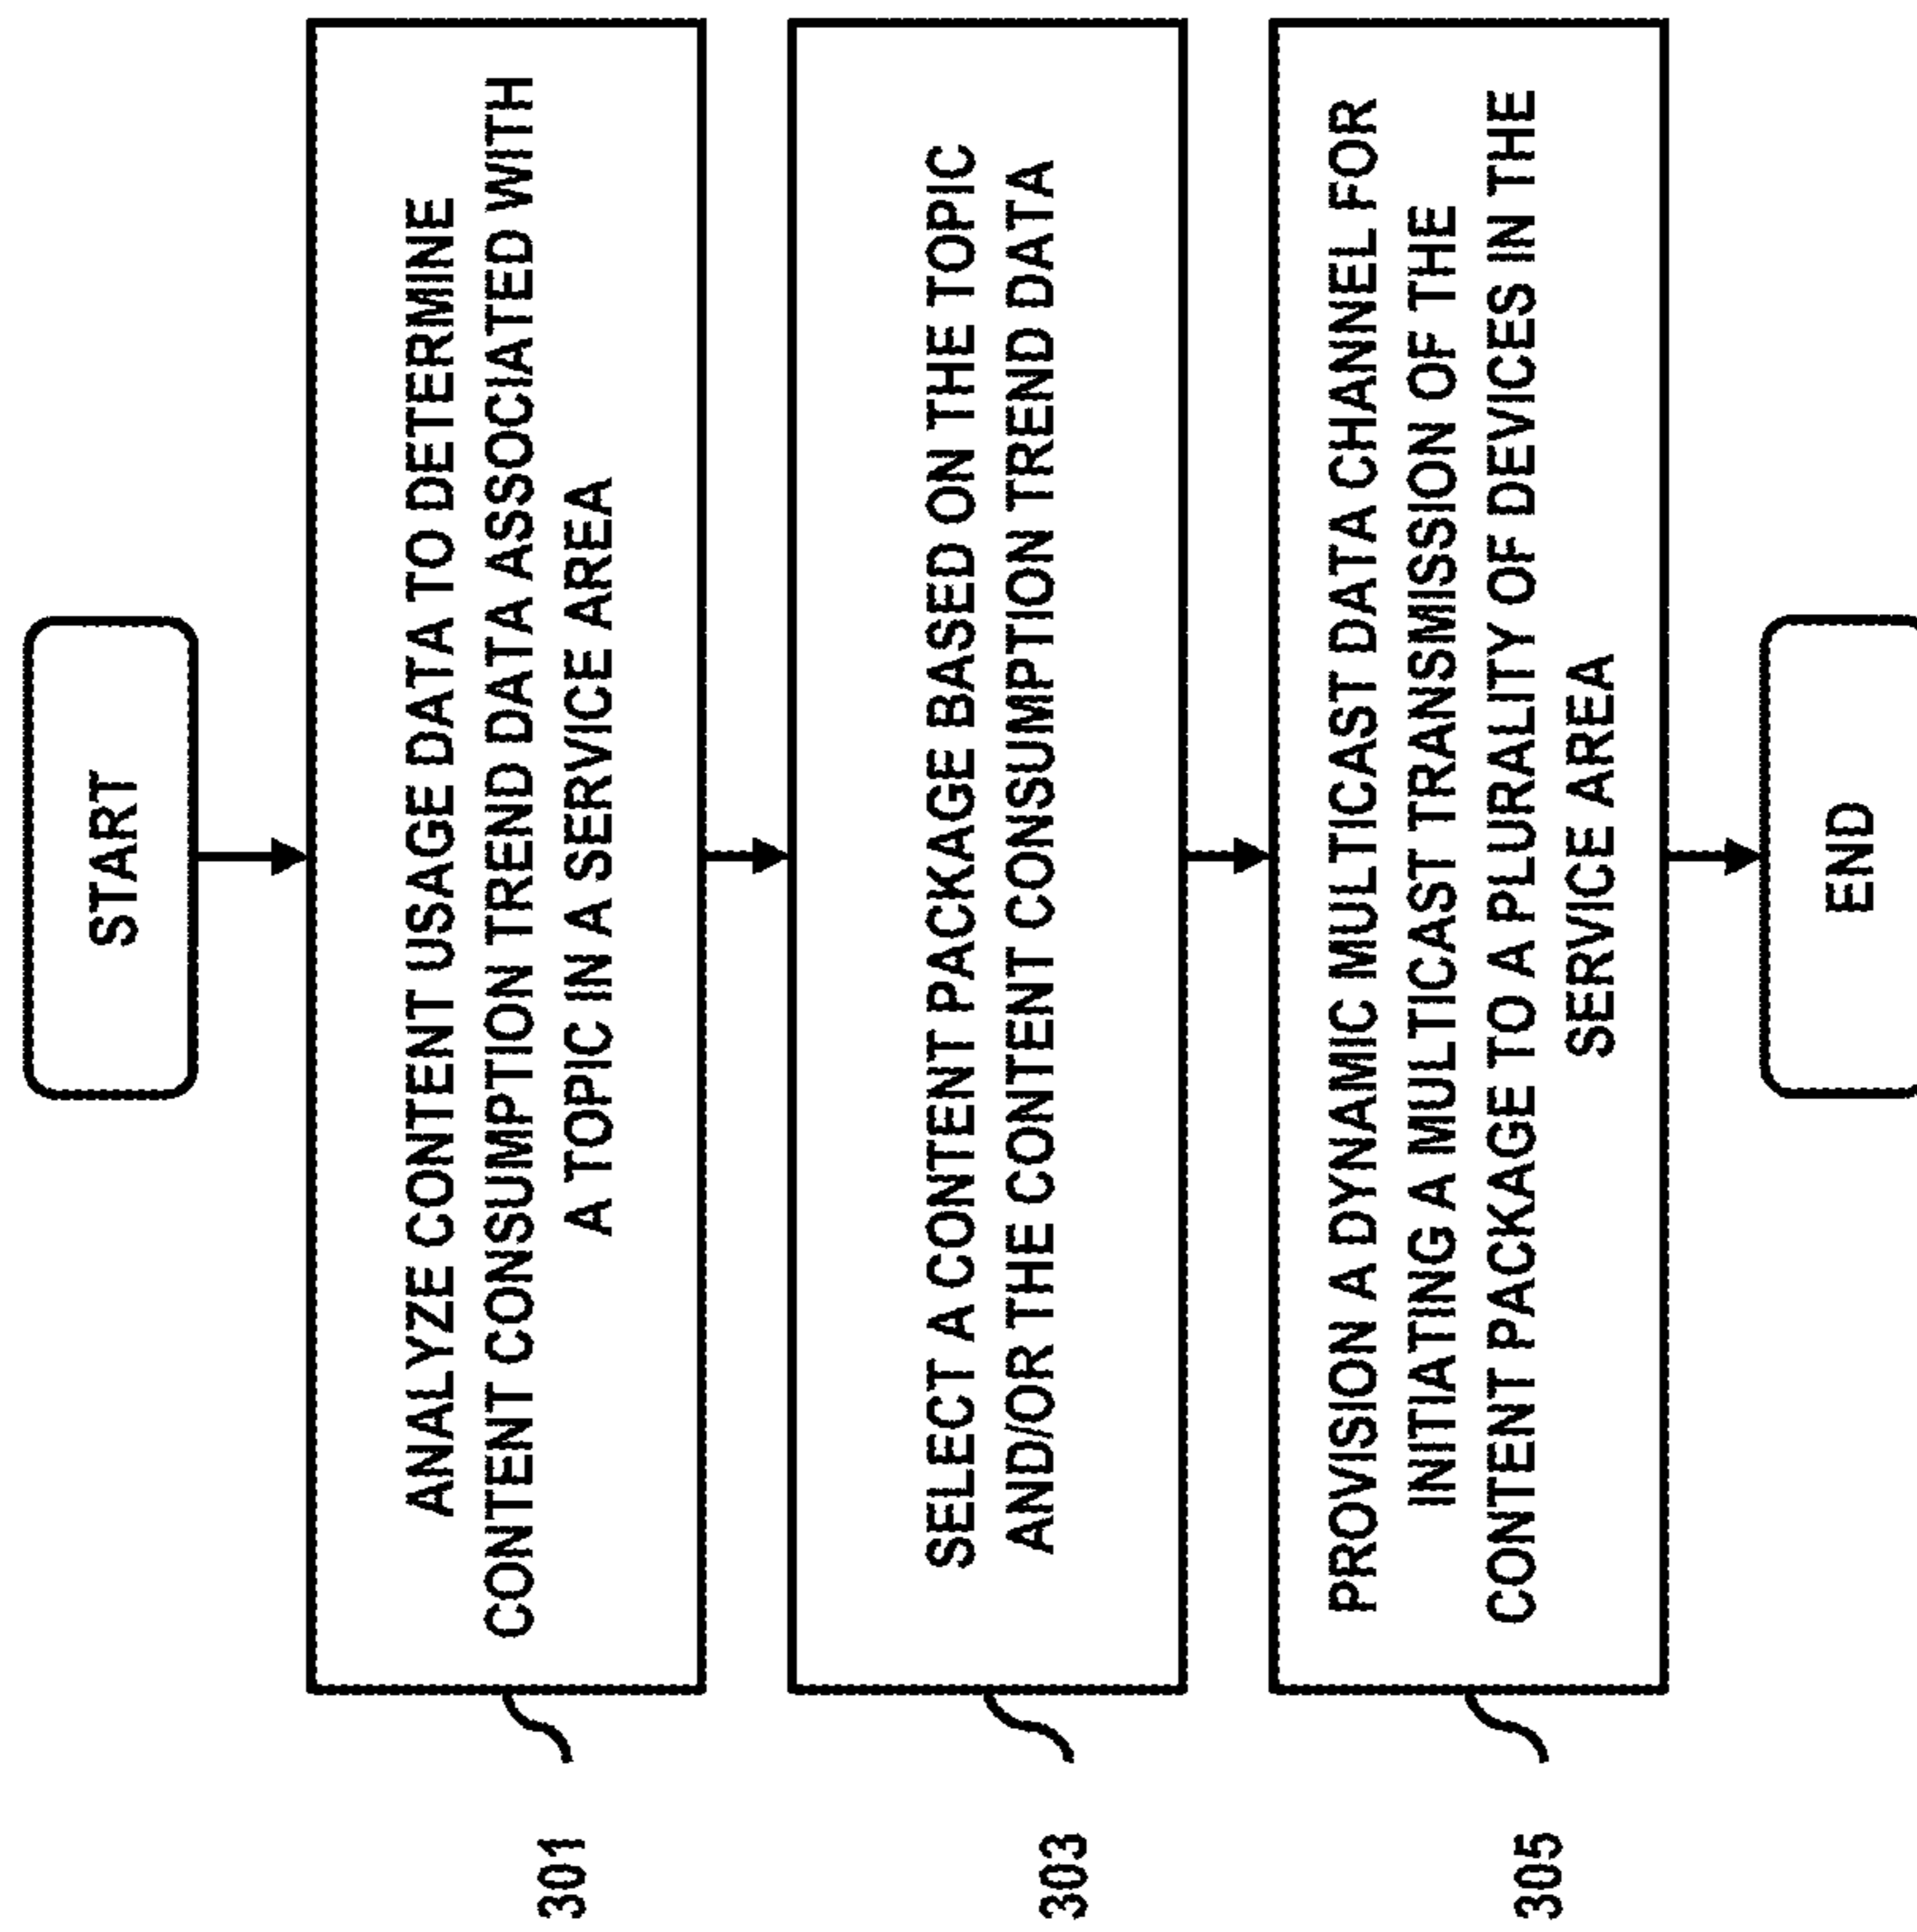 START
ANALYZE CONTENT USAGE DATA TO DETERMINE
CONTENT CONSUMPTION TREND DATA ASSOCIATED WITH
A TOPIC IN A SERVICE AREA
301
SELECT A CONTENT PACKAGE BASED ON THE TOPIC
AND/OR THE CONTENT CONSUMPTION TREND DATA
303
PROVISION A DYNAMIC MULTICAST DATA CHANNEL FOR
INITIATING A MULTICAST TRANSMISSION OF THE
CONTENT PACKAGE TO A PLURALITY OF DEVICES IN THE
SERVICE AREA
305
END